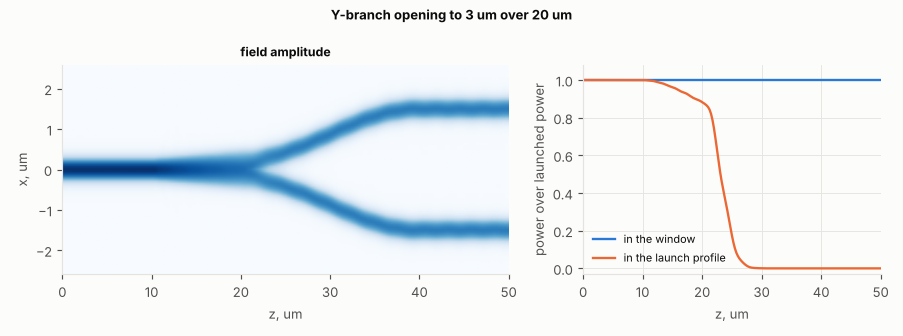 Y-branch opening to 3 um over 20 um
field amplitude
x, um
2
1
0
−1
−2
0 10 20 30 40 50
z, um
power over launched power
1.0
0.8
0.6
0.4
0.2
0.0
in the window
in the launch profile
0 10 20 30 40 50
z, um